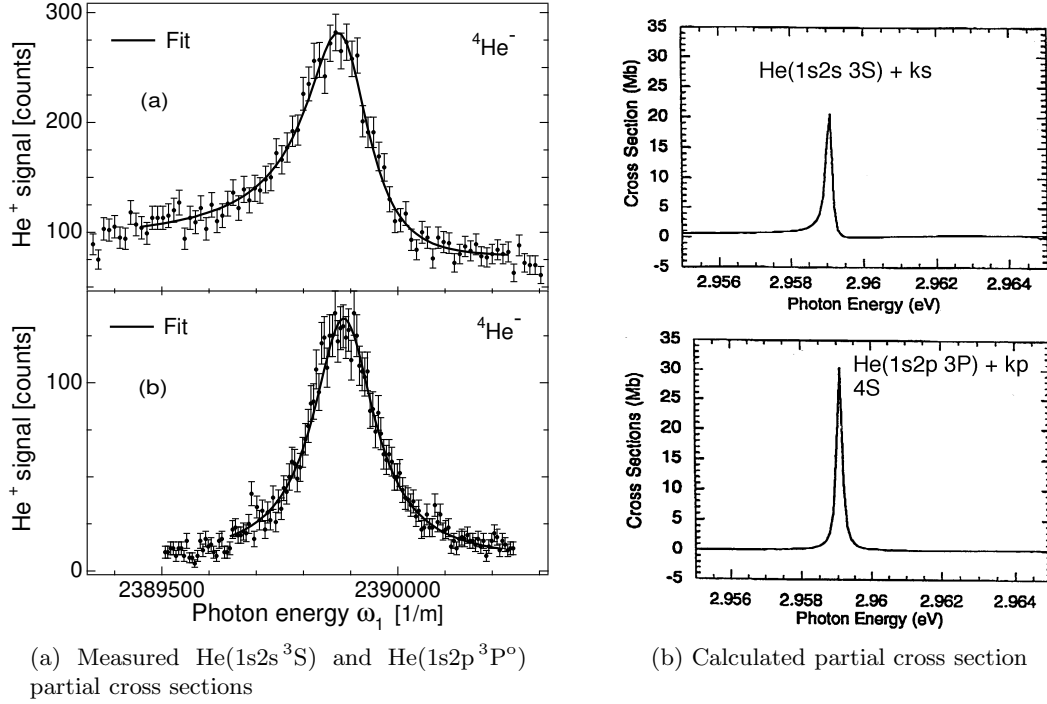 300
Fit
⁴He⁻
(a)
200
100
He⁺ signal [counts]
Fit
⁴He⁻
(b)
100
0
He⁺ signal [counts]
2389500
2390000
Photon energy ω₁ [1/m]
(a) Measured He(1s2s ³S) and He(1s2p ³Pᵒ)
partial cross sections
35
30
25
20
15
10
5
0
-5
Cross Section (Mb)
He(1s2s 3S) + ks
2.956
2.958
2.96
2.962
2.964
Photon Energy (eV)
35
30
25
20
15
10
5
0
-5
Cross Sections (Mb)
He(1s2p 3P) + kp
4S
2.956
2.958
2.96
2.962
2.964
Photon Energy (eV)
(b) Calculated partial cross section